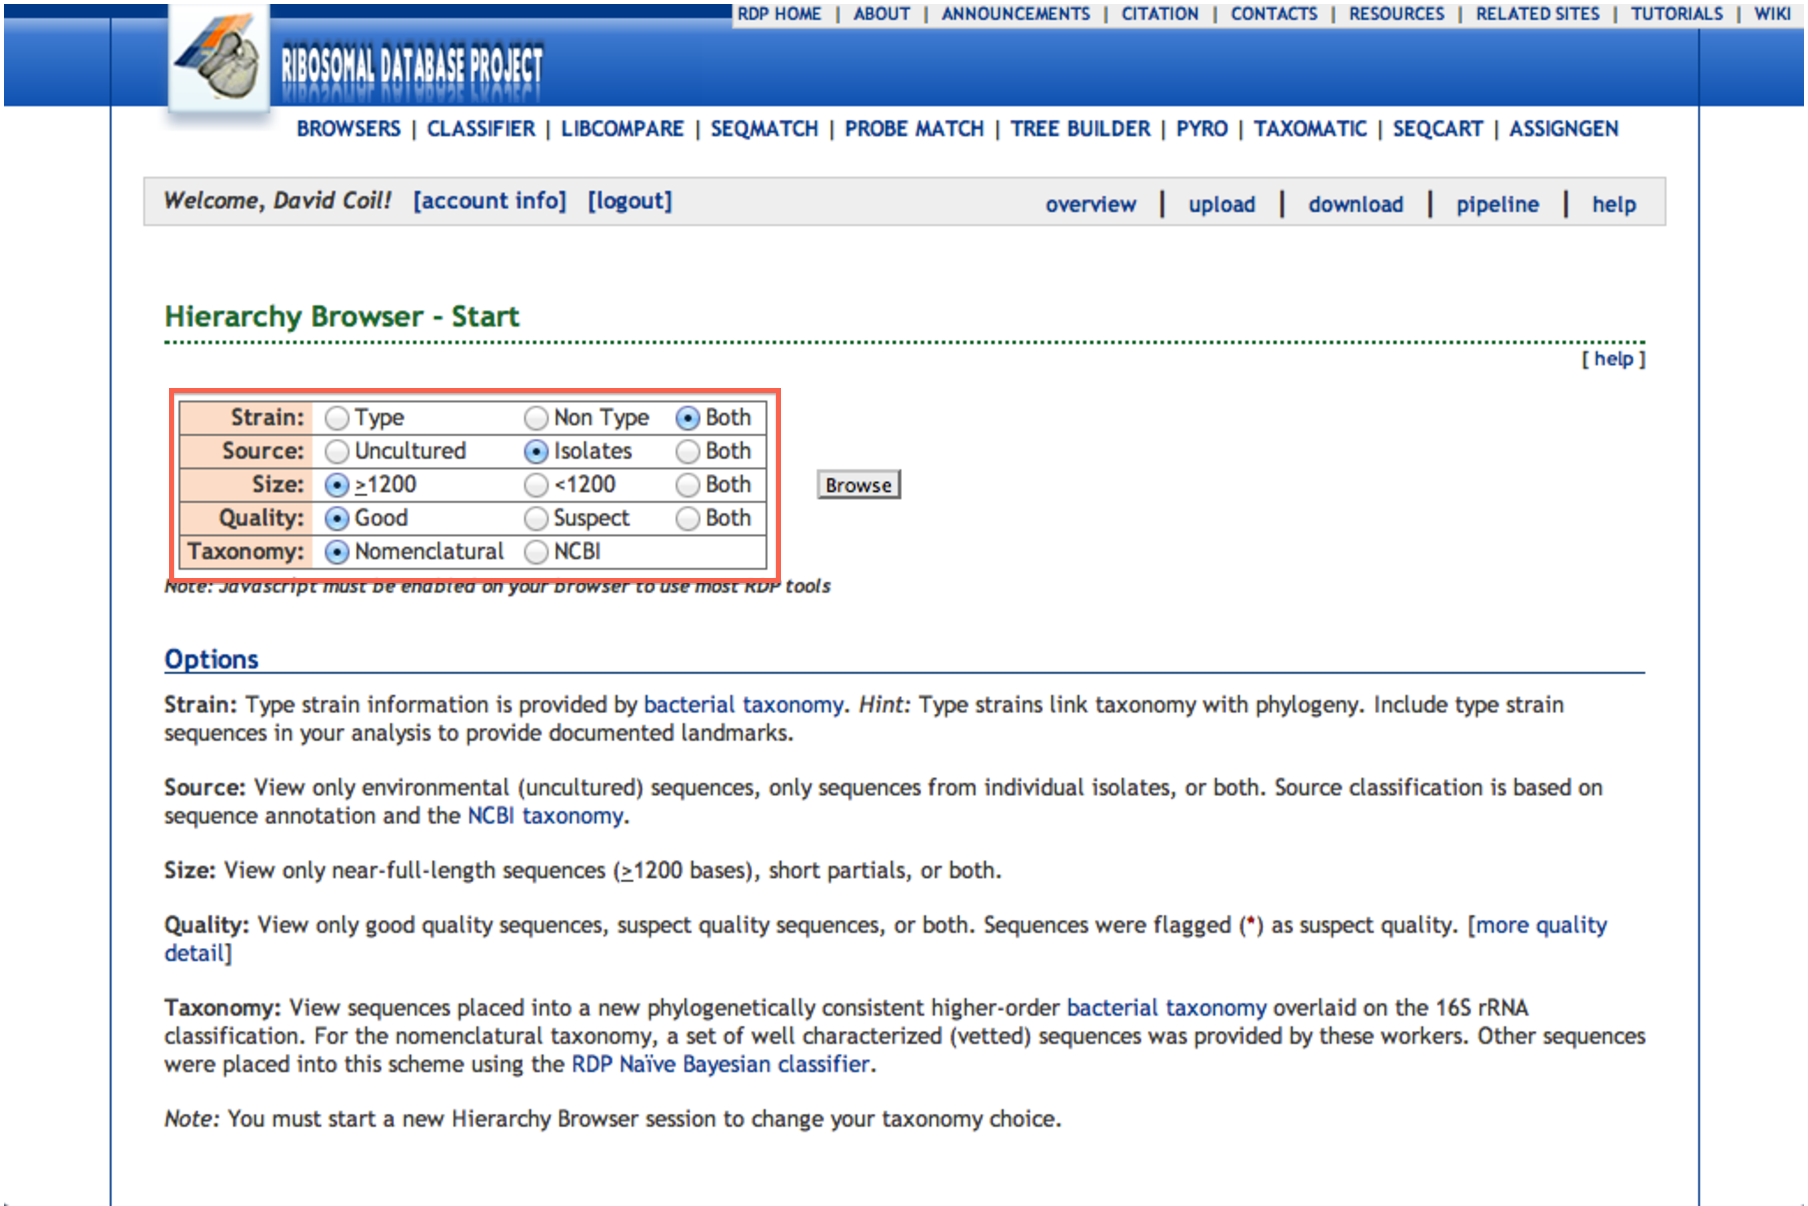 RDP HOME | ABOUT | ANNOUNCEMENTS | CITATION | CONTACTS | RESOURCES | RELATED SITES | TUTORIALS | WIKI
RIBOSOMAL DATABASE PROJECT
BROWSERS | CLASSIFIER | LIBCOMPARE | SEQMATCH | PROBE MATCH | TREE BUILDER | PYRO | TAXOMATIC | SEQCART | ASSIGNGEN
Welcome, David Coil! [account info] [logout] overview | upload | download | pipeline | help
Hierarchy Browser - Start
[ help ]
Strain: Type Non Type Both
Source: Uncultured Isolates Both
Size: ≥1200 <1200 Both
Browse
Quality: Good Suspect Both
Taxonomy: Nomenclatural NCBI
Note: Javascript must be enabled on your browser to use most RDP tools
Options
Strain: Type strain information is provided by bacterial taxonomy. Hint: Type strains link taxonomy with phylogeny. Include type strain
sequences in your analysis to provide documented landmarks.
Source: View only environmental (uncultured) sequences, only sequences from individual isolates, or both. Source classification is based on
sequence annotation and the NCBI taxonomy.
Size: View only near-full-length sequences (≥1200 bases), short partials, or both.
Quality: View only good quality sequences, suspect quality sequences, or both. Sequences were flagged (*) as suspect quality. [more quality
detail]
Taxonomy: View sequences placed into a new phylogenetically consistent higher-order bacterial taxonomy overlaid on the 16S rRNA
classification. For the nomenclatural taxonomy, a set of well characterized (vetted) sequences was provided by these workers. Other sequences
were placed into this scheme using the RDP Naïve Bayesian classifier.
Note: You must start a new Hierarchy Browser session to change your taxonomy choice.